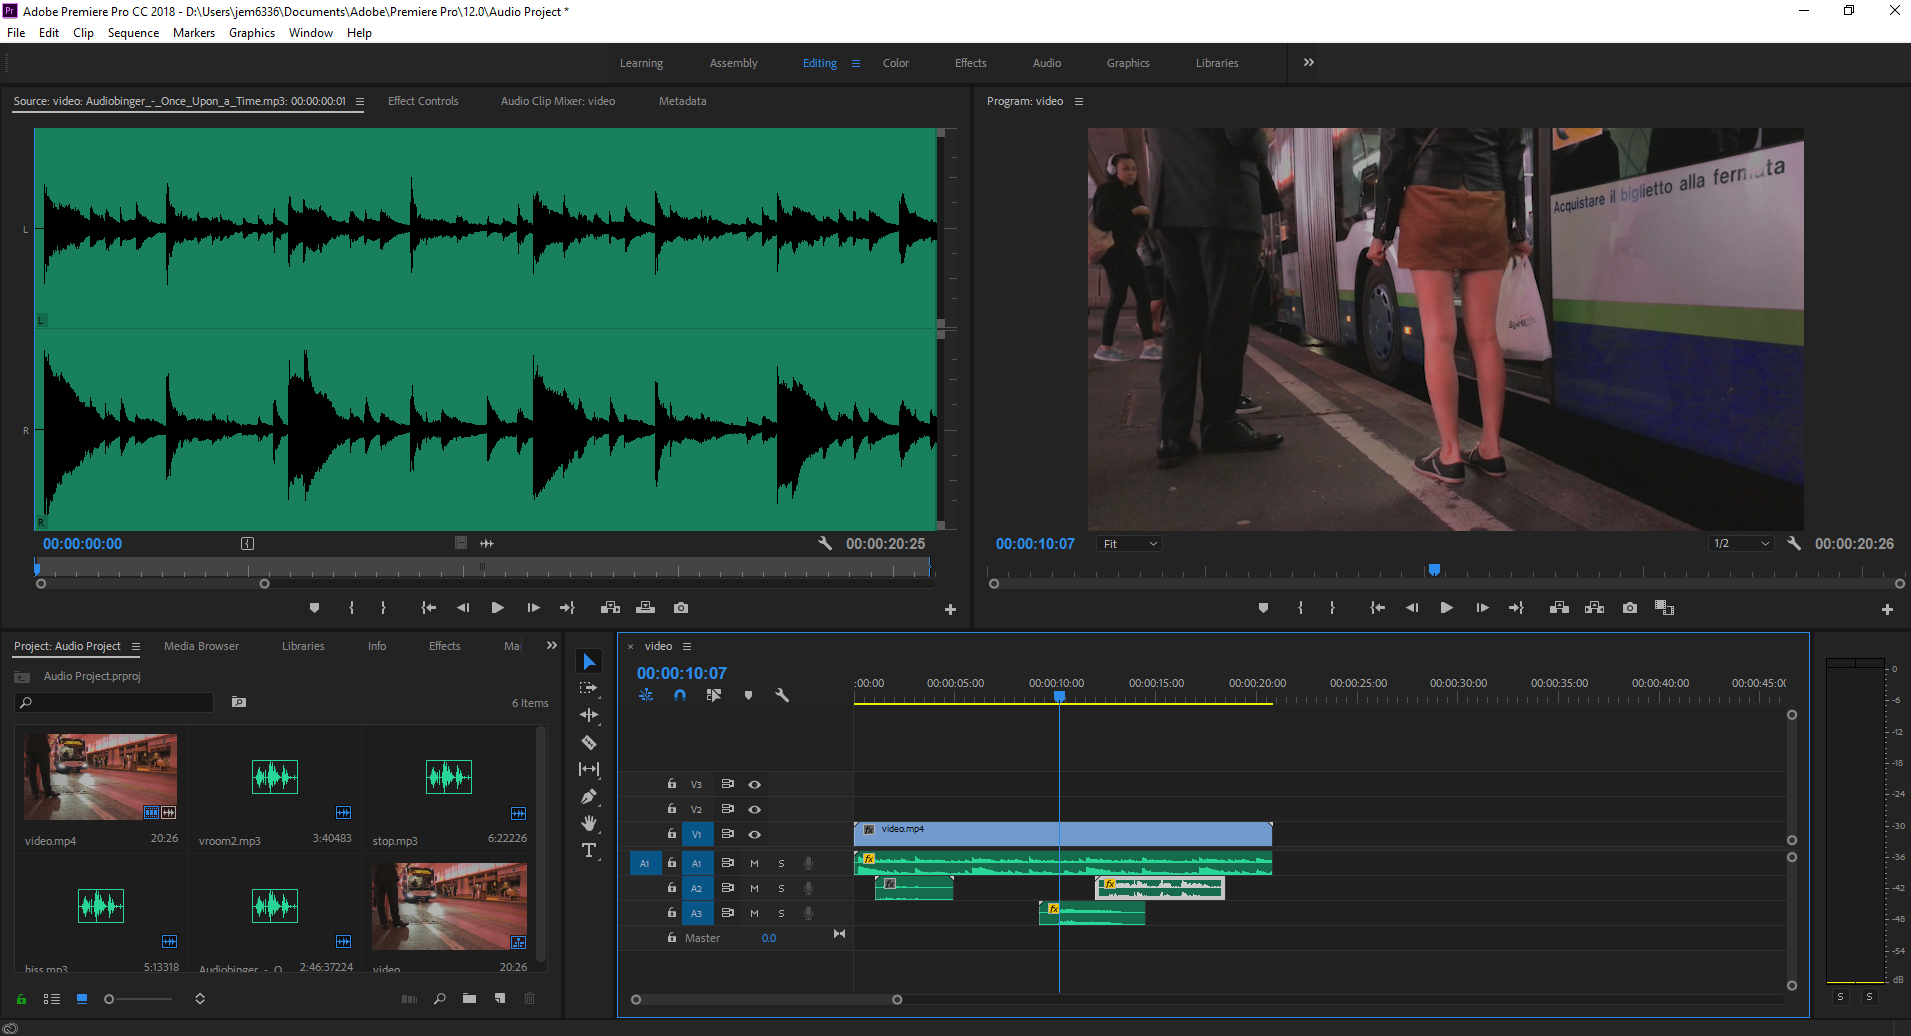 Pr Adobe Premiere Pro CC 2018 - D:\Users\jem6336\Documents\Adobe\Premiere Pro\12.0\Audio Project *
File Edit Clip Sequence Markers Graphics Window Help
Learning Assembly Editing Color Effects Audio Graphics Libraries
Source: video: Audiobinger_-_Once_Upon_a_Time.mp3: 00:00:00:01 Effect Controls Audio Clip Mixer: video Metadata
L
L
R
R
00:00:00:00 00:00:20:25
Program: video
Acquistare il biglietto alla fermata
00:00:10:07 Fit 1/2 00:00:20:26
Project: Audio Project Media Browser Libraries Info Effects Ma
Audio Project.prproj
6 Items
video.mp4 20:26 vroom2.mp3 3:40483 stop.mp3 6:22226
hiss.mp3 5:13318 Audiobinger_-_O 2:46:37224 video 20:26
T
video
00:00:10:07
:00:00 00:00:05:00 00:00:10:00 00:00:15:00 00:00:20:00 00:00:25:00 00:00:30:00 00:00:35:00 00:00:40:00 00:00:45:00
V3
V2
V1 fx video.mp4
A1 A1 M S fx
A2 M S fx fx
A3 M S fx
Master 0.0
0
-6
-12
-18
-24
-30
-36
-42
-48
-54
dB
S S